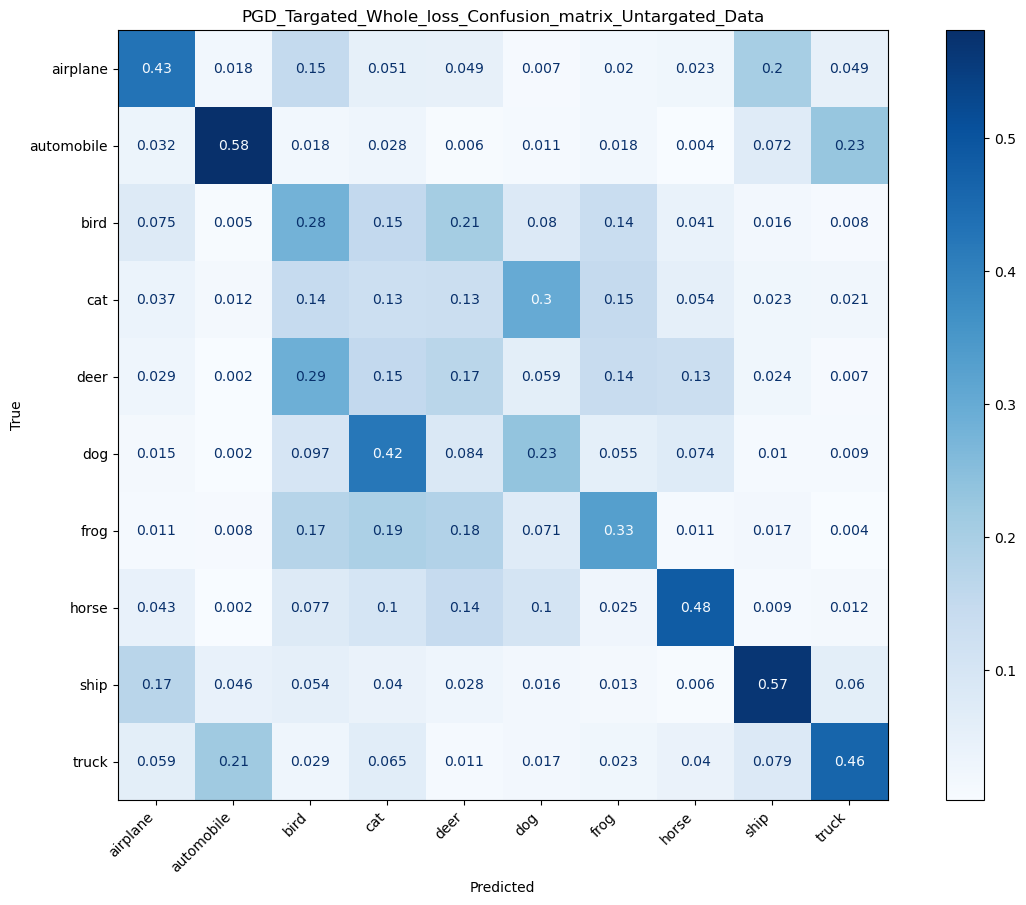 PGD_Targated_Whole_loss_Confusion_matrix_Untargated_Data
True
airplane 0.43 0.018 0.15 0.051 0.049 0.007 0.02 0.023 0.2 0.049
automobile 0.032 0.58 0.018 0.028 0.006 0.011 0.018 0.004 0.072 0.23
bird 0.075 0.005 0.28 0.15 0.21 0.08 0.14 0.041 0.016 0.008
cat 0.037 0.012 0.14 0.13 0.13 0.3 0.15 0.054 0.023 0.021
deer 0.029 0.002 0.29 0.15 0.17 0.059 0.14 0.13 0.024 0.007
dog 0.015 0.002 0.097 0.42 0.084 0.23 0.055 0.074 0.01 0.009
frog 0.011 0.008 0.17 0.19 0.18 0.071 0.33 0.011 0.017 0.004
horse 0.043 0.002 0.077 0.1 0.14 0.1 0.025 0.48 0.009 0.012
ship 0.17 0.046 0.054 0.04 0.028 0.016 0.013 0.006 0.57 0.06
truck 0.059 0.21 0.029 0.065 0.011 0.017 0.023 0.04 0.079 0.46
airplane automobile bird cat deer dog frog horse ship truck
Predicted
0.5
0.4
0.3
0.2
0.1